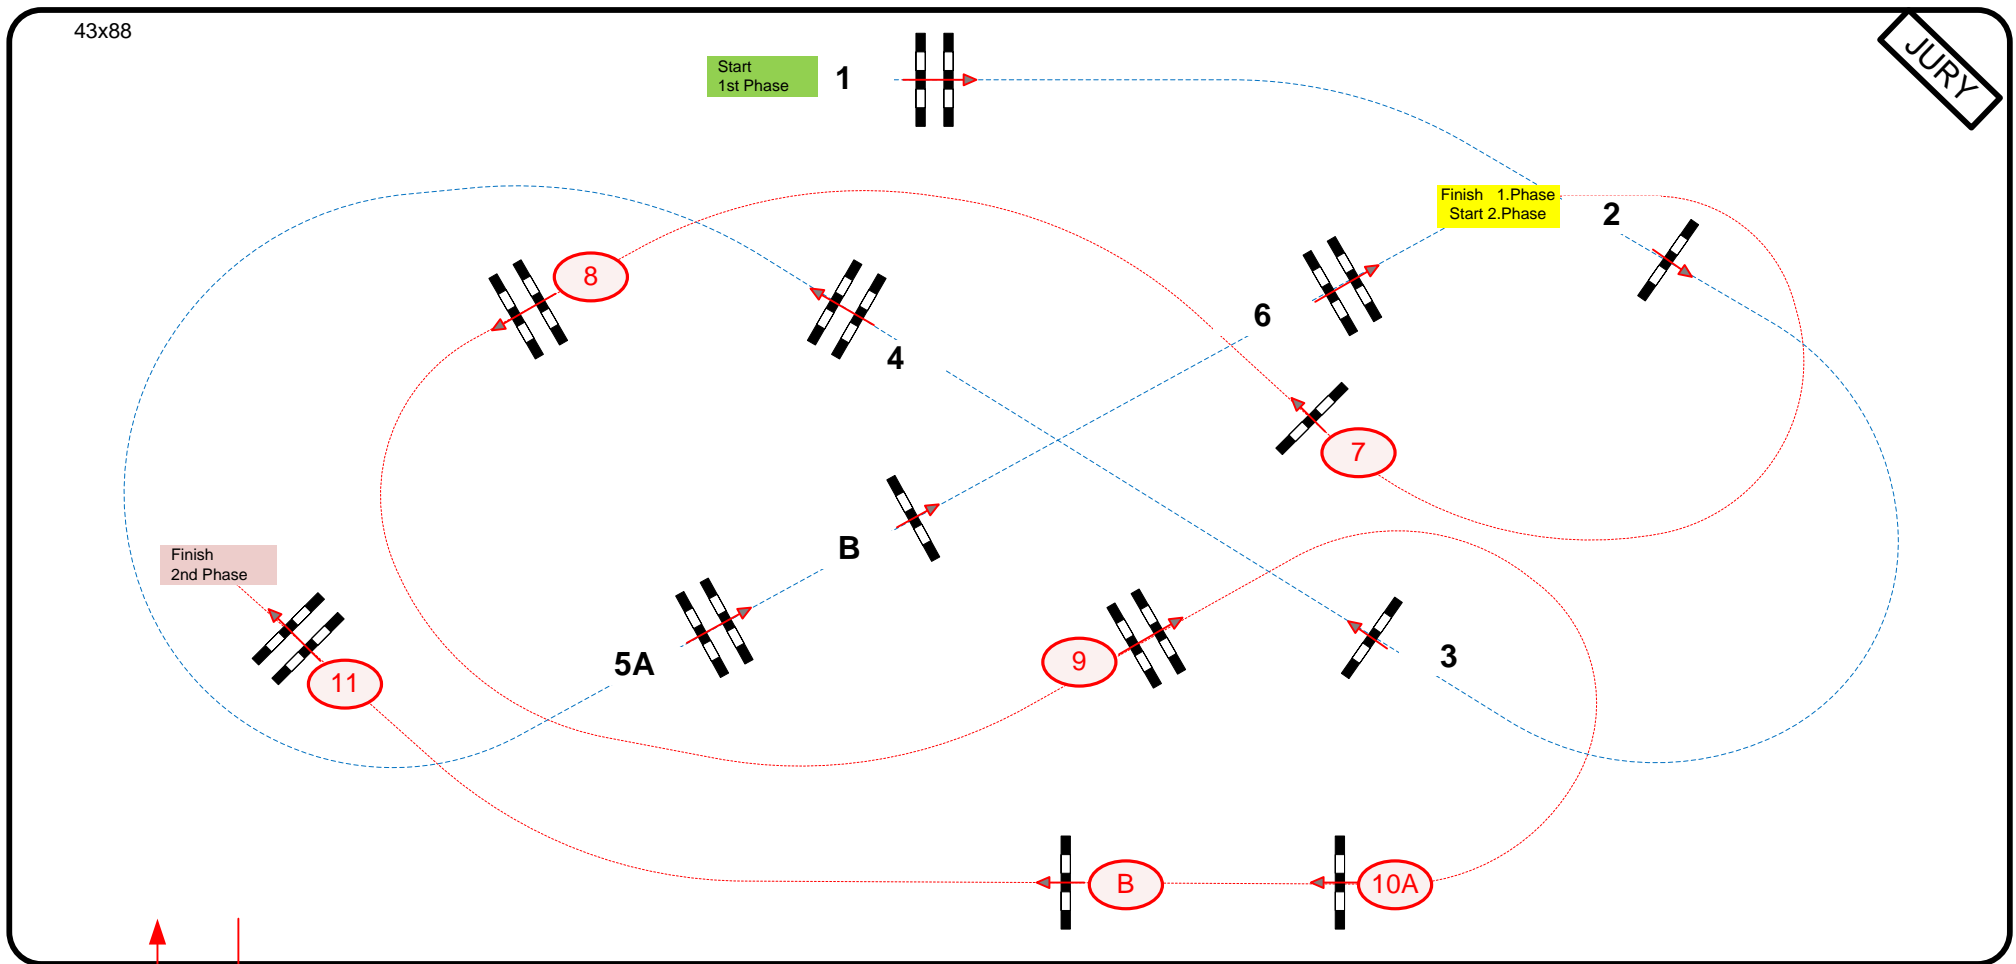 43x88
JURY
Start
1st Phase
1
Finish   1.Phase
Start 2.Phase
2
8
6
4
7
B
Finish
2nd Phase
5A
9
3
11
B
10A